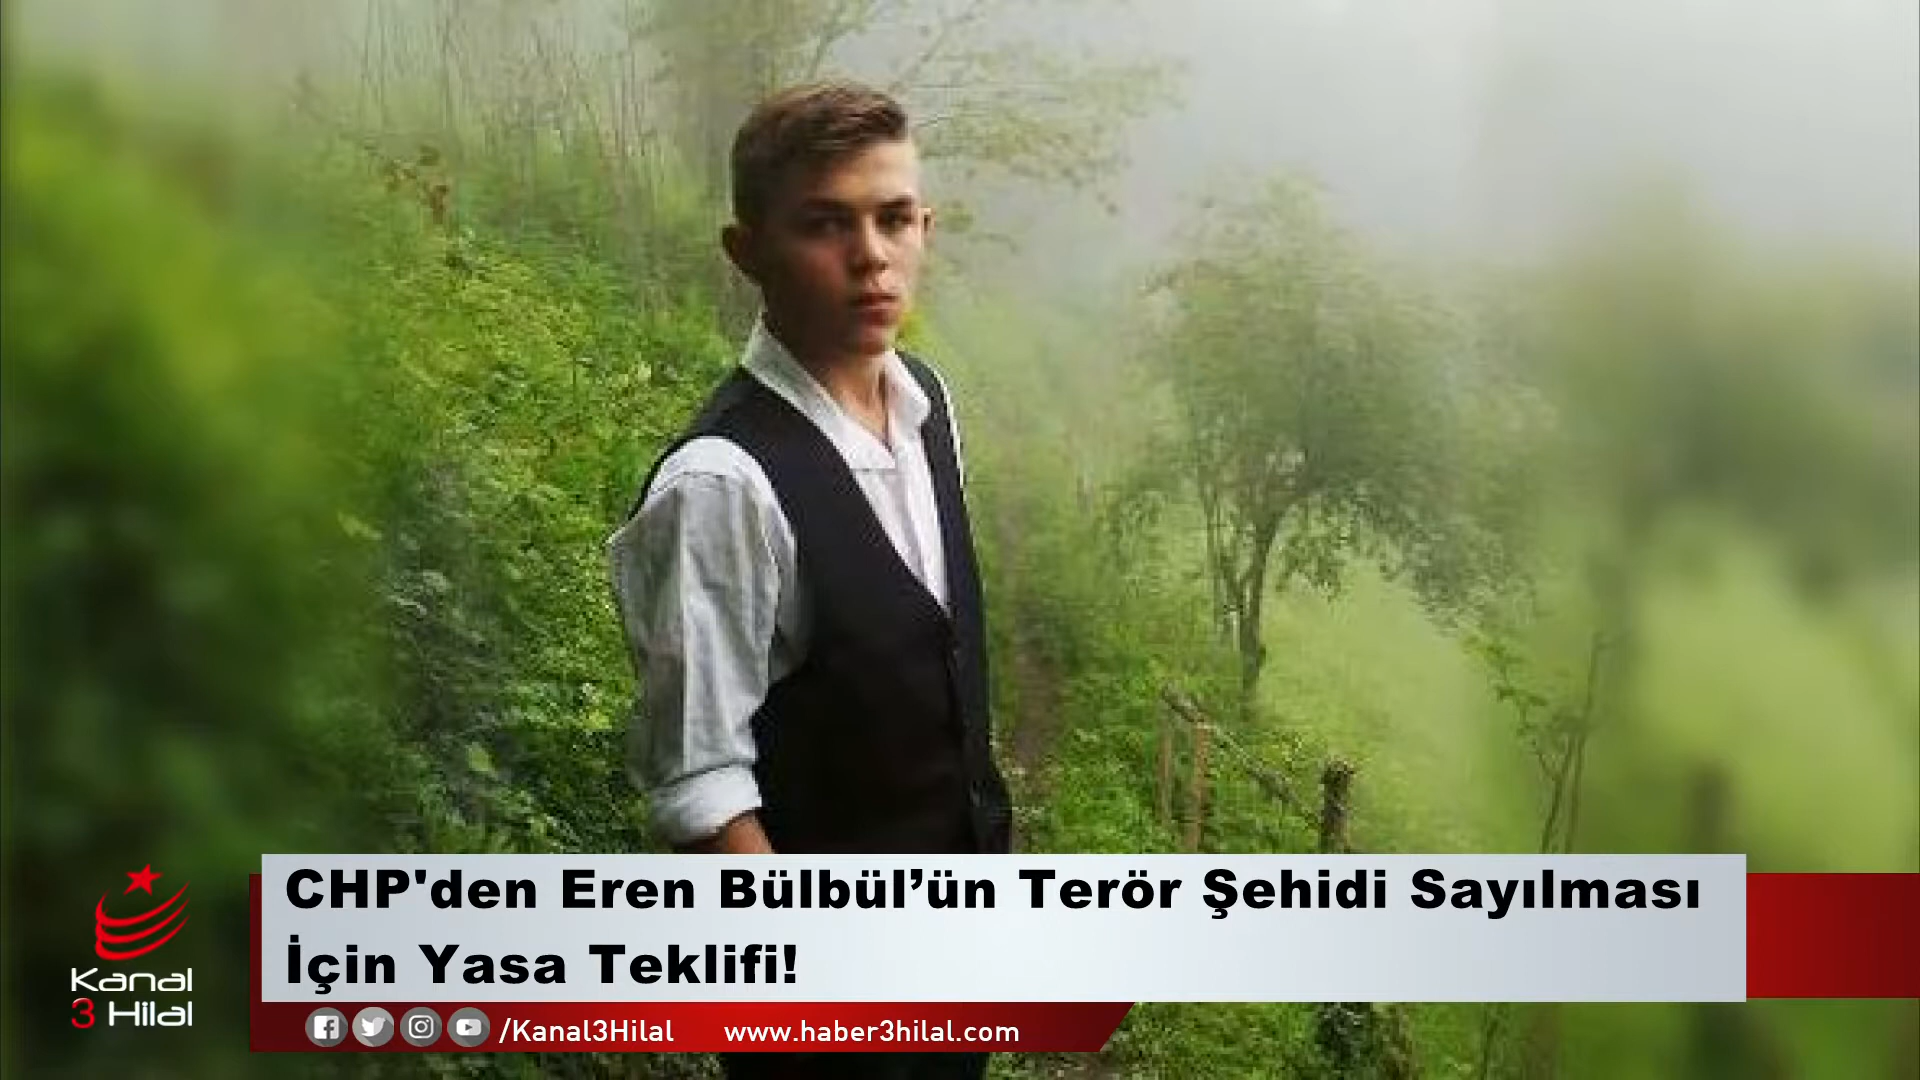 CHP'den Eren Bülbül’ün Terör Şehidi Sayılması
İçin Yasa Teklifi!
Kanal
3 Hilal
/Kanal3Hilal www.haber3hilal.com